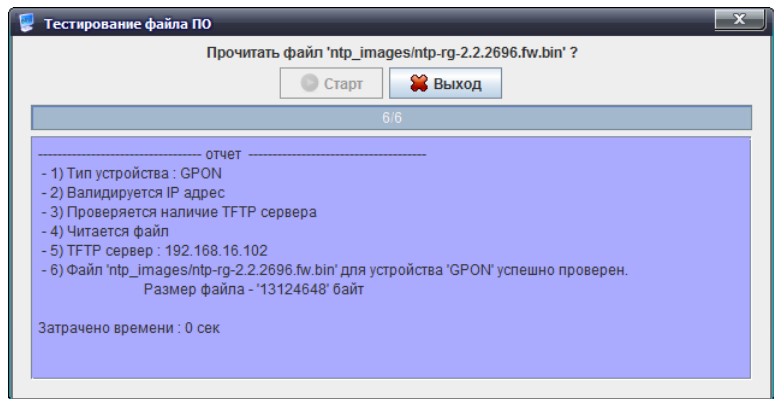 Тестирование файла ПО
Прочитать файл 'ntp_images/ntp-rg-2.2.2696.fw.bin' ?
Старт Выход
6/6
---------------------------------- отчет -------------------------------------
- 1) Тип устройства : GPON
- 2) Валидируется IP адрес
- 3) Проверяется наличие TFTP сервера
- 4) Читается файл
- 5) TFTP сервер : 192.168.16.102
- 6) Файл 'ntp_images/ntp-rg-2.2.2696.fw.bin' для устройства 'GPON' успешно проверен.
Размер файла - '13124648' байт
Затрачено времени : 0 сек